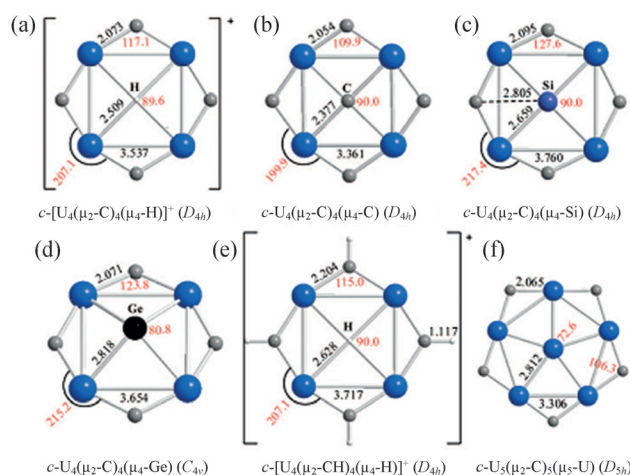 (a)
2.073
117.1
H
89.6
2.509
3.537
207.1
+
c-[U₄(μ₂-C)₄(μ₄-H)]⁺ (D₄ₕ)
(b)
2.054
109.9
C
90.0
2.377
3.361
199.9
c-U₄(μ₂-C)₄(μ₄-C) (D₄ₕ)
(c)
2.095
127.6
Si
2.805
90.0
2.659
3.760
217.4
c-U₄(μ₂-C)₄(μ₄-Si) (D₄ₕ)
(d)
2.071
123.8
Ge
80.8
2.818
3.654
215.2
c-U₄(μ₂-C)₄(μ₄-Ge) (C₄ᵥ)
(e)
2.204
115.0
H
1.117
90.0
2.628
3.717
207.1
+
c-[U₄(μ₂-CH)₄(μ₄-H)]⁺ (D₄ₕ)
(f)
2.065
72.6
2.812
106.3
3.306
c-U₅(μ₂-C)₅(μ₅-U) (D₅ₕ)